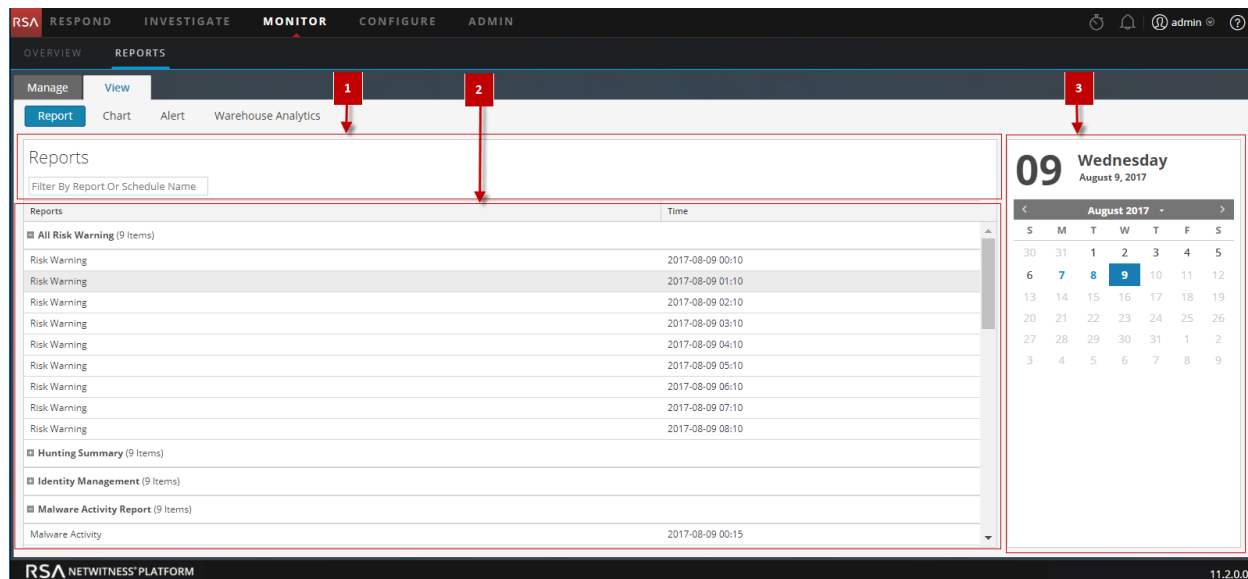 RSA RESPOND INVESTIGATE MONITOR CONFIGURE ADMIN admin ?
OVERVIEW REPORTS
Manage View
1 2 3
Report Chart Alert Warehouse Analytics
Reports
Filter By Report Or Schedule Name
Reports Time
All Risk Warning (9 Items)
Risk Warning 2017-08-09 00:10
Risk Warning 2017-08-09 01:10
Risk Warning 2017-08-09 02:10
Risk Warning 2017-08-09 03:10
Risk Warning 2017-08-09 04:10
Risk Warning 2017-08-09 05:10
Risk Warning 2017-08-09 06:10
Risk Warning 2017-08-09 07:10
Risk Warning 2017-08-09 08:10
Hunting Summary (9 Items)
Identity Management (9 Items)
Malware Activity Report (9 Items)
Malware Activity 2017-08-09 00:15
09 Wednesday
August 9, 2017
August 2017
S M T W T F S
30 31 1 2 3 4 5
6 7 8 9 10 11 12
13 14 15 16 17 18 19
20 21 22 23 24 25 26
27 28 29 30 31 1 2
3 4 5 6 7 8 9
RSA NETWITNESS® PLATFORM 11.2.0.0